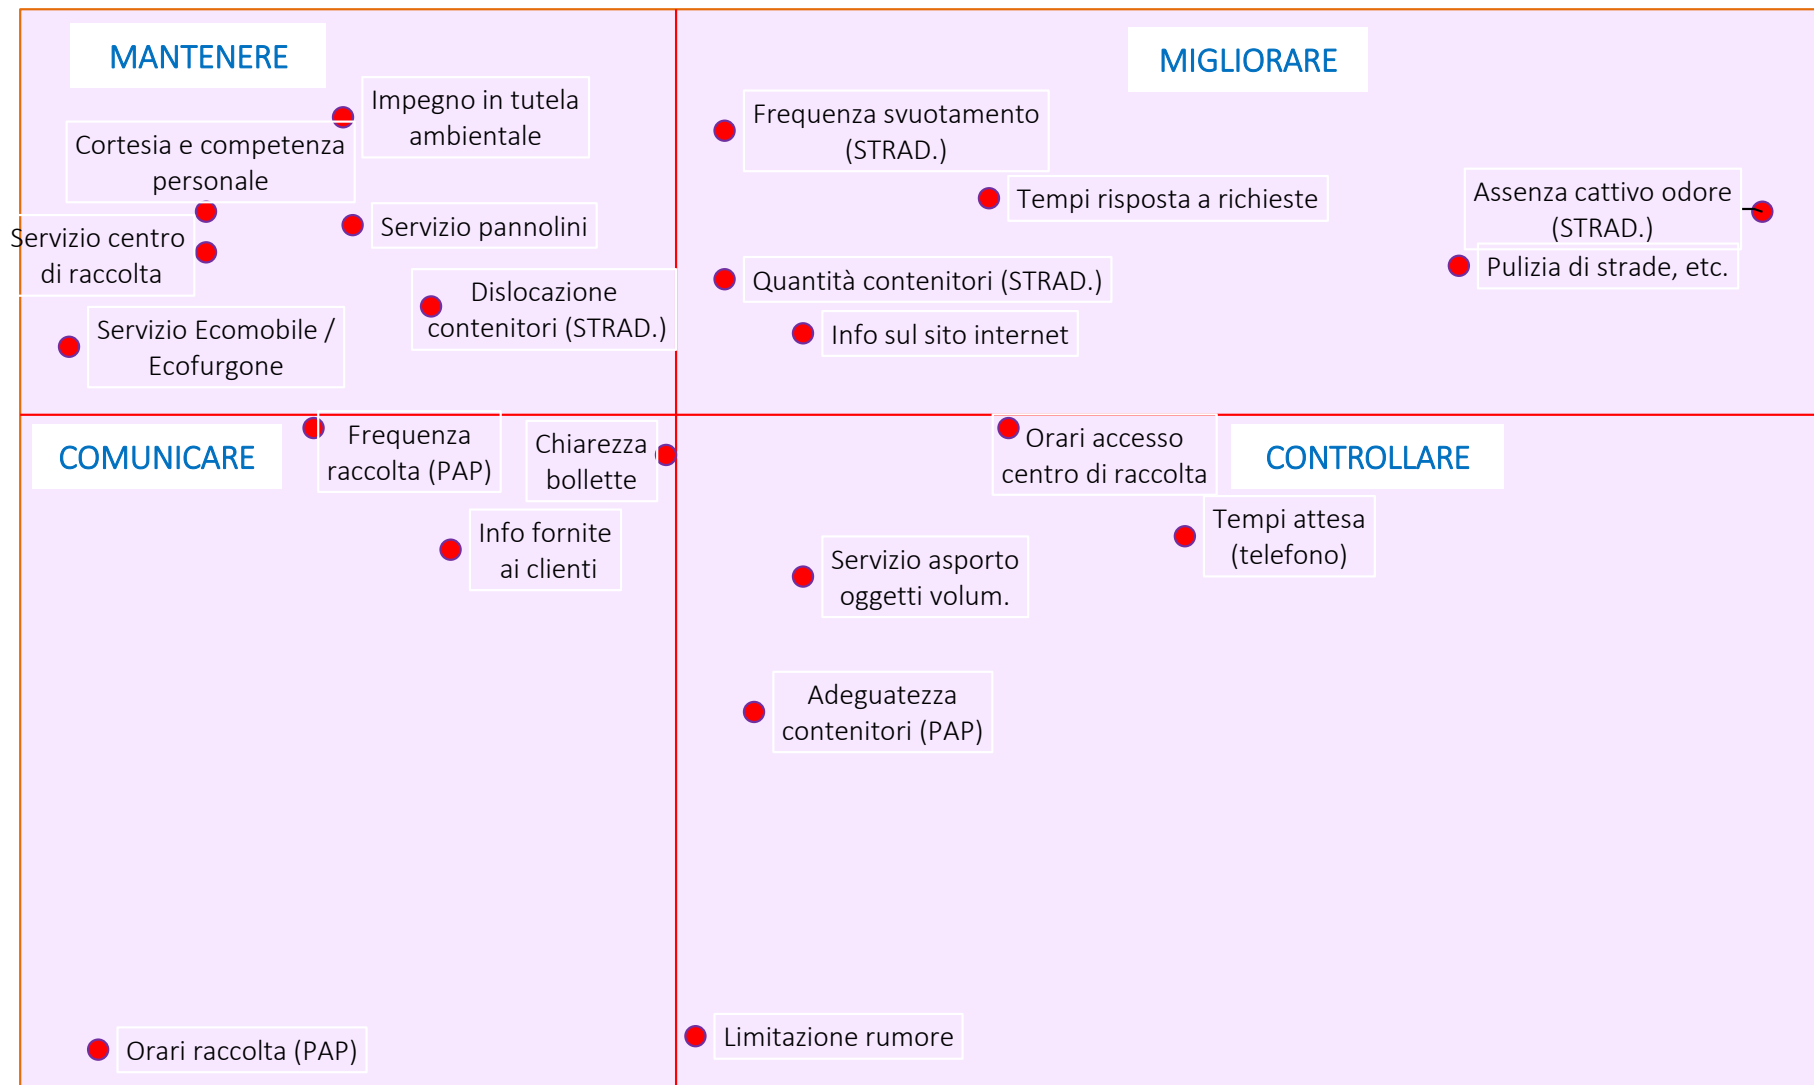 MANTENERE
Impegno in tutela
ambientale
Cortesia e competenza
personale
Servizio pannolini
Servizio centro
di raccolta
Dislocazione
contenitori (STRAD.)
Servizio Ecomobile /
Ecofurgone
MIGLIORARE
Frequenza svuotamento
(STRAD.)
Tempi risposta a richieste
Assenza cattivo odore
(STRAD.)
Pulizia di strade, etc.
Quantità contenitori (STRAD.)
Info sul sito internet
COMUNICARE
Frequenza
raccolta (PAP)
Chiarezza
bollette
Info fornite
ai clienti
Orari raccolta (PAP)
CONTROLLARE
Orari accesso
centro di raccolta
Tempi attesa
(telefono)
Servizio asporto
oggetti volum.
Adeguatezza
contenitori (PAP)
Limitazione rumore